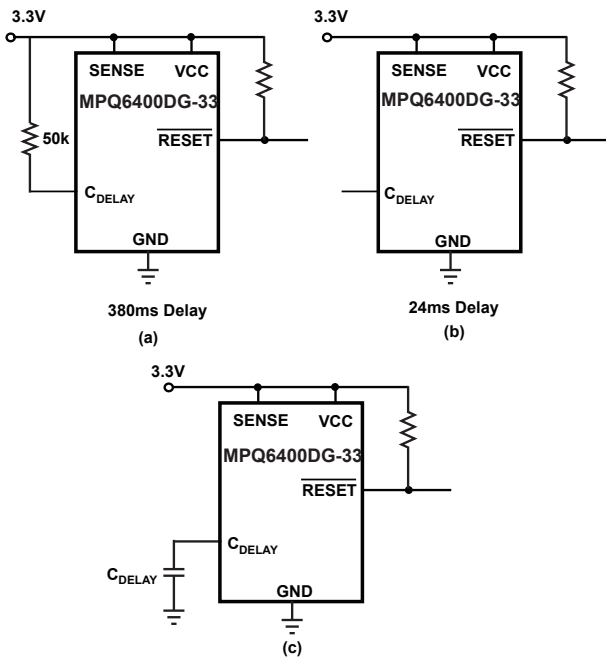 3.3V
SENSE VCC
MPQ6400DG-33
RESET
50k
CDELAY
GND
380ms Delay
(a)
3.3V
SENSE VCC
MPQ6400DG-33
RESET
CDELAY
GND
24ms Delay
(b)
3.3V
SENSE VCC
MPQ6400DG-33
RESET
CDELAY
CDELAY
GND
(c)